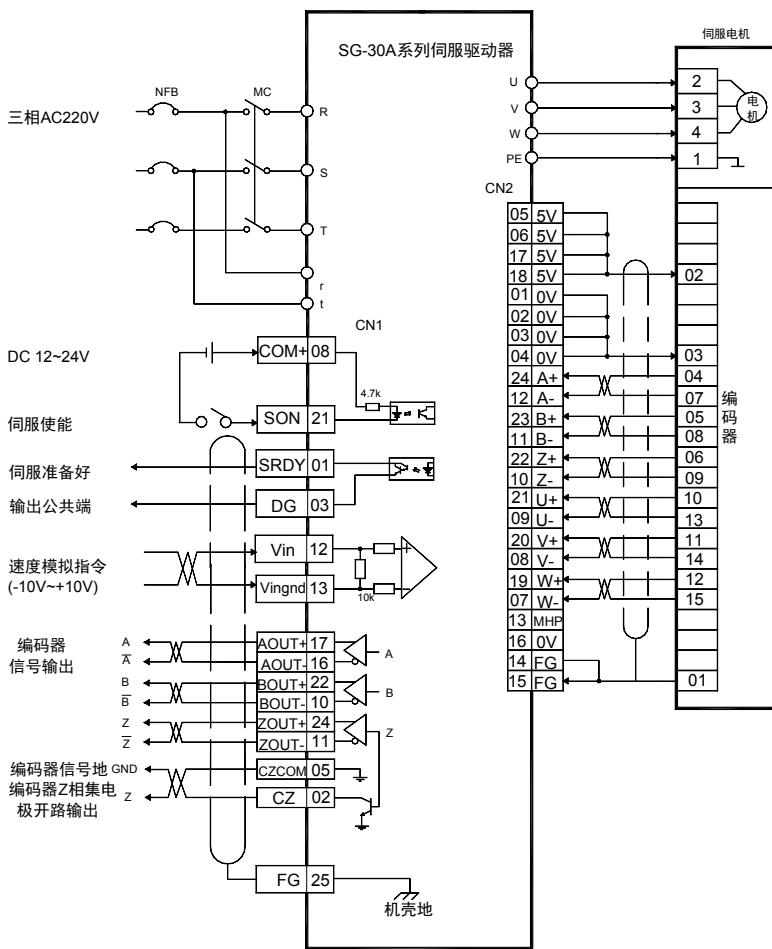 SG-30A系列伺服驱动器
伺服电机
NFB
MC
三相AC220V
R
S
T
r
t
U
V
W
PE
2
3
4
1
电机
CN2
05 5V
06 5V
17 5V
18 5V
01 0V
02 0V
03 0V
04 0V
24 A+
12 A-
23 B+
11 B-
22 Z+
10 Z-
21 U+
09 U-
20 V+
08 V-
19 W+
07 W-
13 MHP
16 0V
14 FG
15 FG
02
03
04
07
05
08
06
09
10
13
11
14
12
15
01
编码器
CN1
DC 12~24V
COM+ 08
4.7k
伺服使能
SON 21
伺服准备好
SRDY 01
输出公共端
DG 03
速度模拟指令
(-10V~+10V)
Vin 12
Vingnd 13
10k
编码器
信号输出
A
A̅
B
B̅
Z
Z̅
AOUT+ 17
AOUT- 16
BOUT+ 22
BOUT- 10
ZOUT+ 24
ZOUT- 11
A
B
Z
编码器信号地 GND
CZCOM 05
编码器Z相集电
极开路输出 Z
CZ 02
FG 25
机壳地